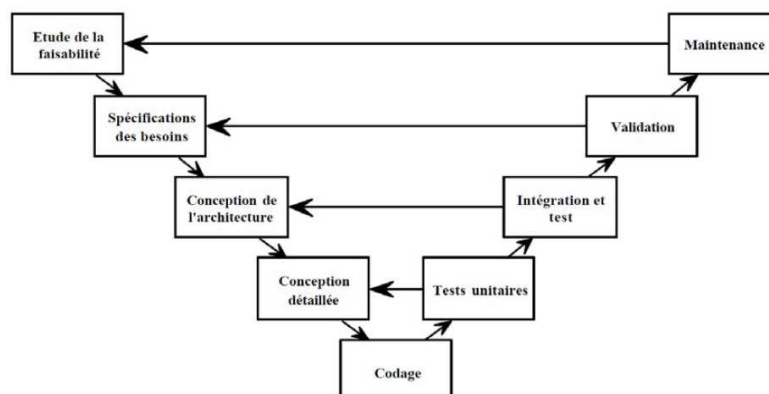 Etude de la
faisabilité
Maintenance
Spécifications
des besoins
Validation
Conception de
l'architecture
Intégration et
test
Conception
détaillée
Tests unitaires
Codage